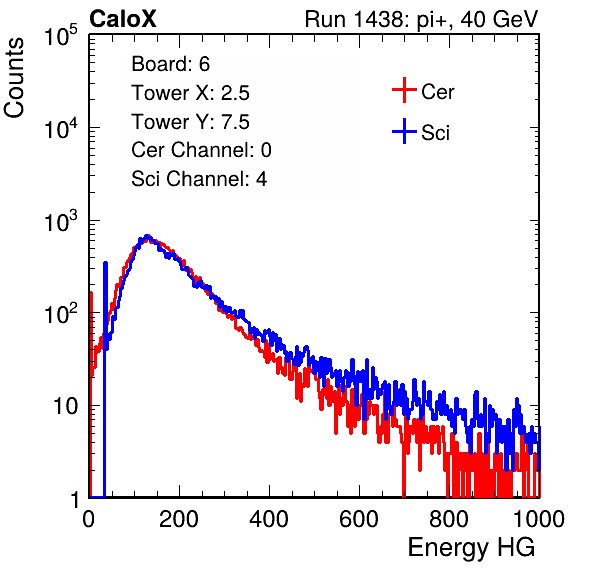 CaloX Run 1438: pi+, 40 GeV
Counts
Board: 6
Tower X: 2.5
Tower Y: 7.5
Cer Channel: 0
Sci Channel: 4
Cer
Sci
10^5
10^4
10^3
10^2
10
1
0 200 400 600 800 1000
Energy HG